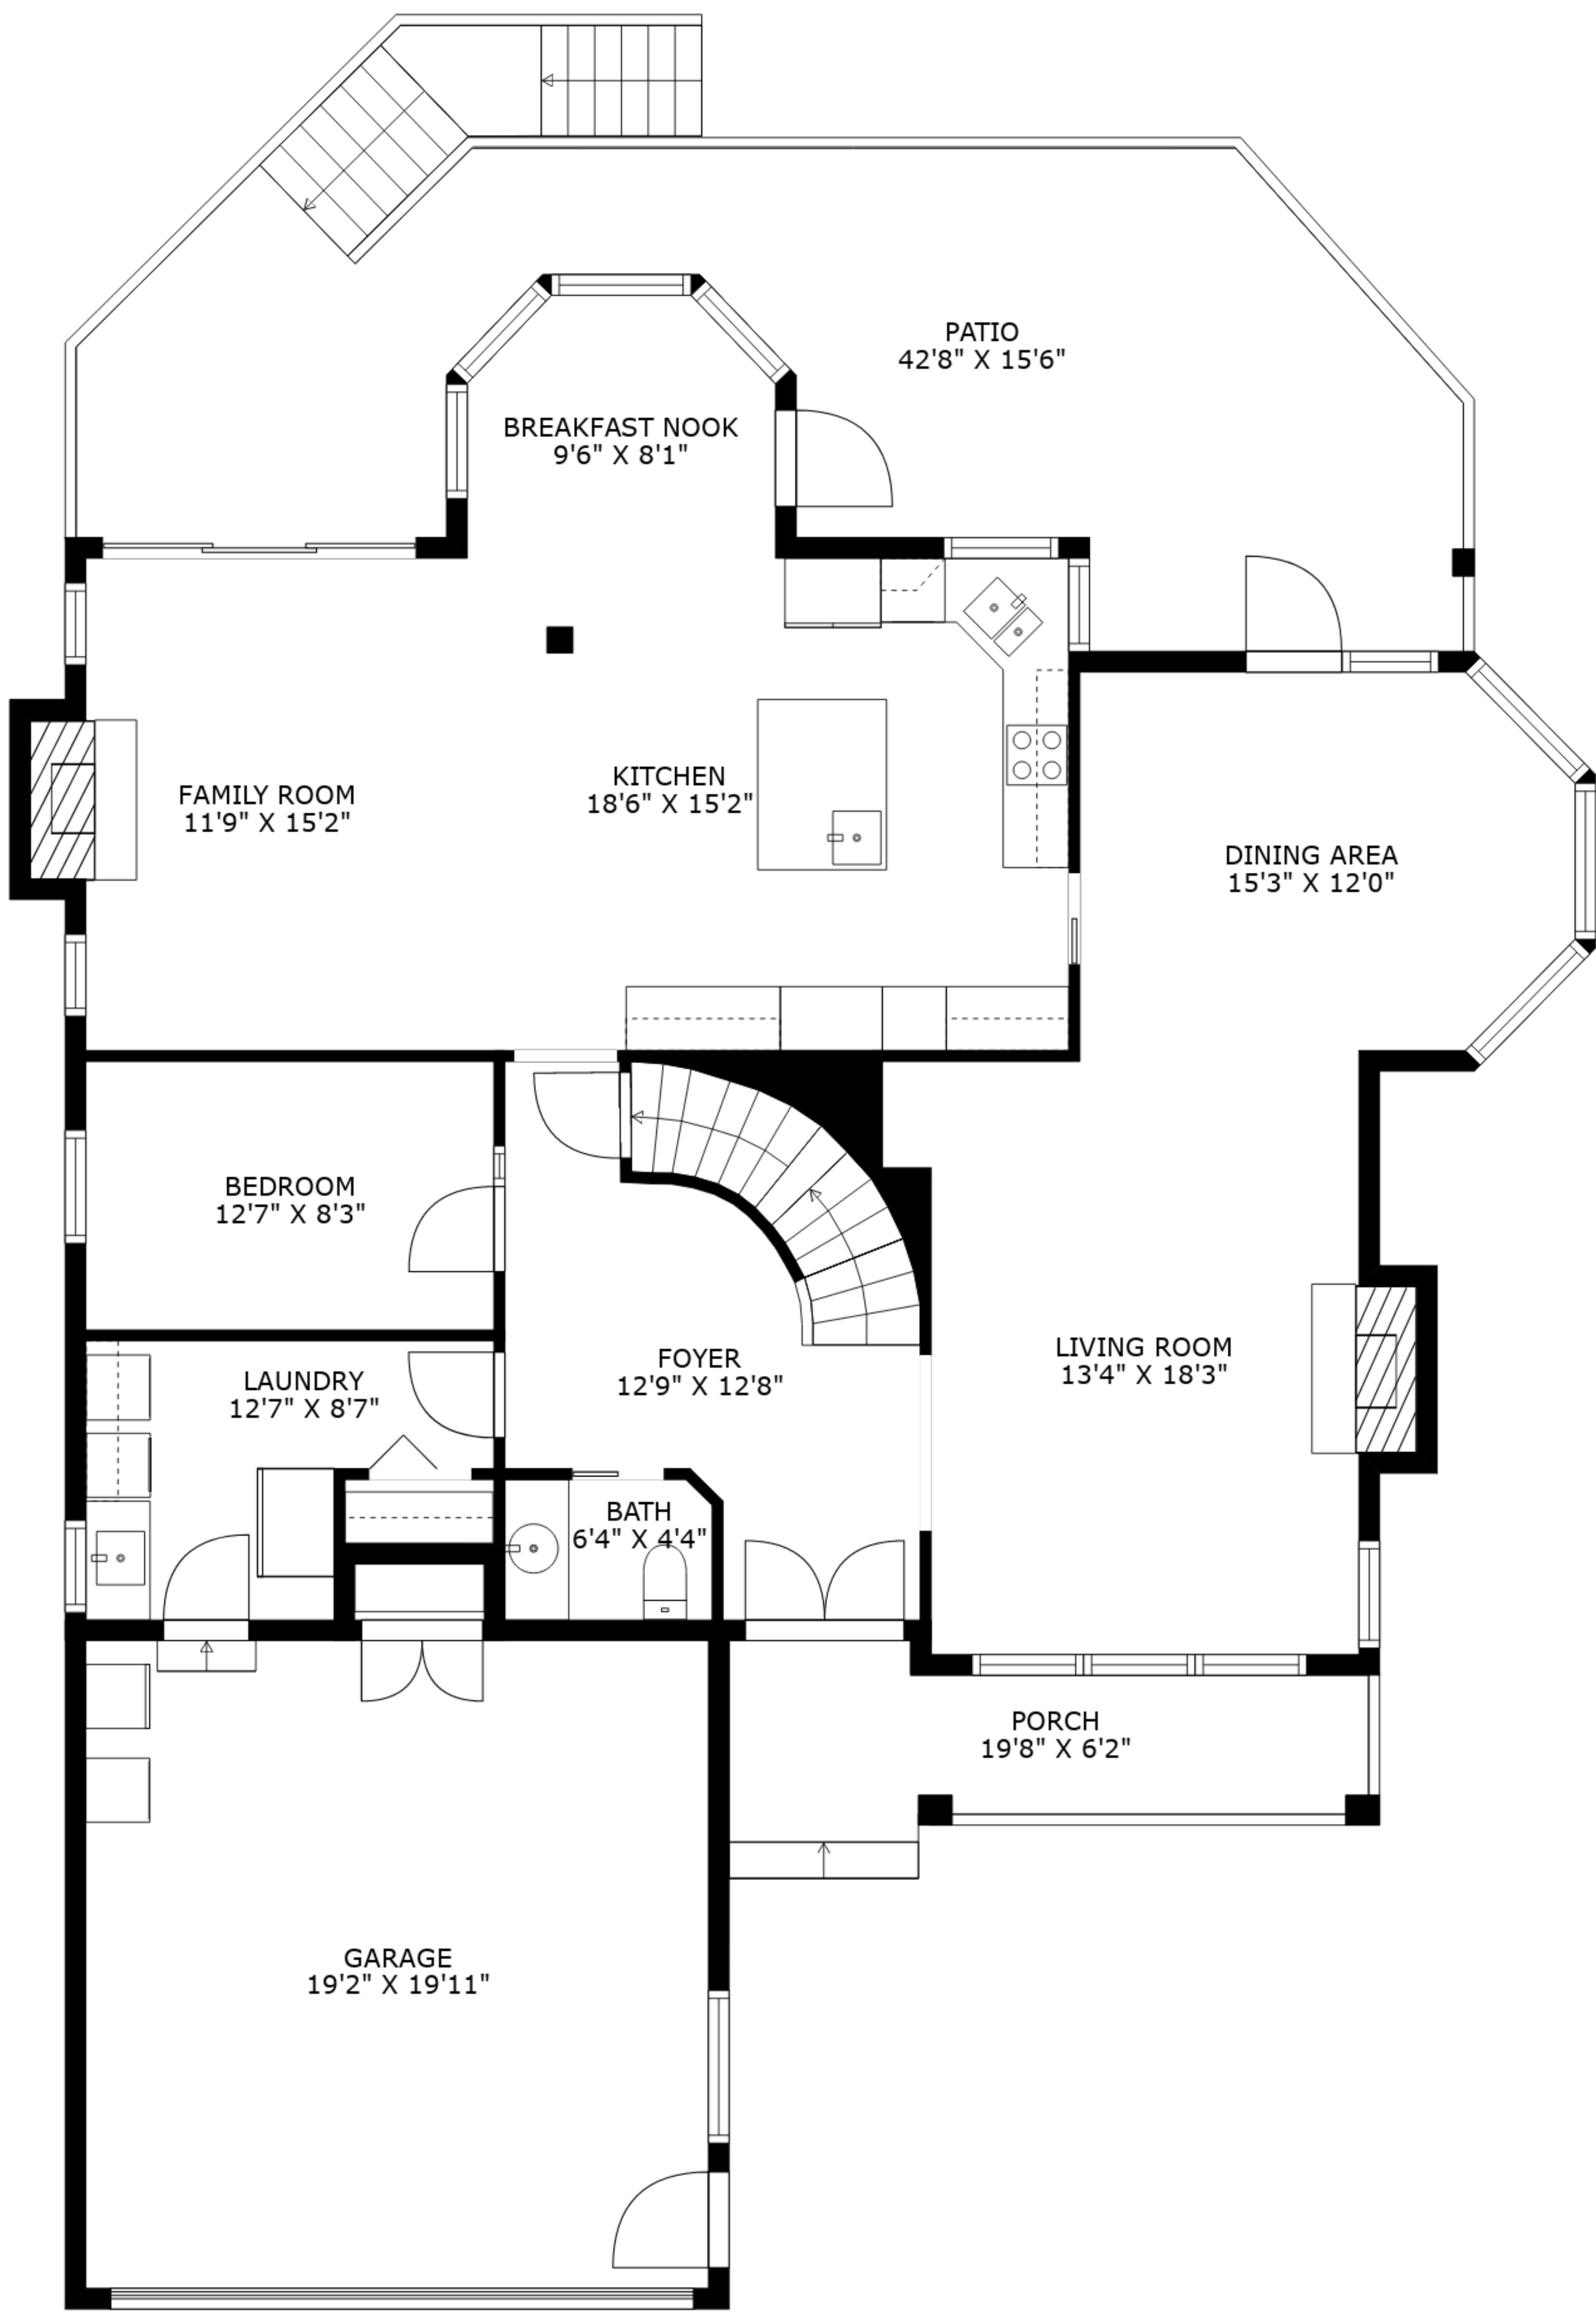 PATIO
42'8" X 15'6"
BREAKFAST NOOK
9'6" X 8'1"
FAMILY ROOM
11'9" X 15'2"
KITCHEN
18'6" X 15'2"
DINING AREA
15'3" X 12'0"
BEDROOM
12'7" X 8'3"
LAUNDRY
12'7" X 8'7"
FOYER
12'9" X 12'8"
LIVING ROOM
13'4" X 18'3"
BATH
6'4" X 4'4"
PORCH
19'8" X 6'2"
GARAGE
19'2" X 19'11"